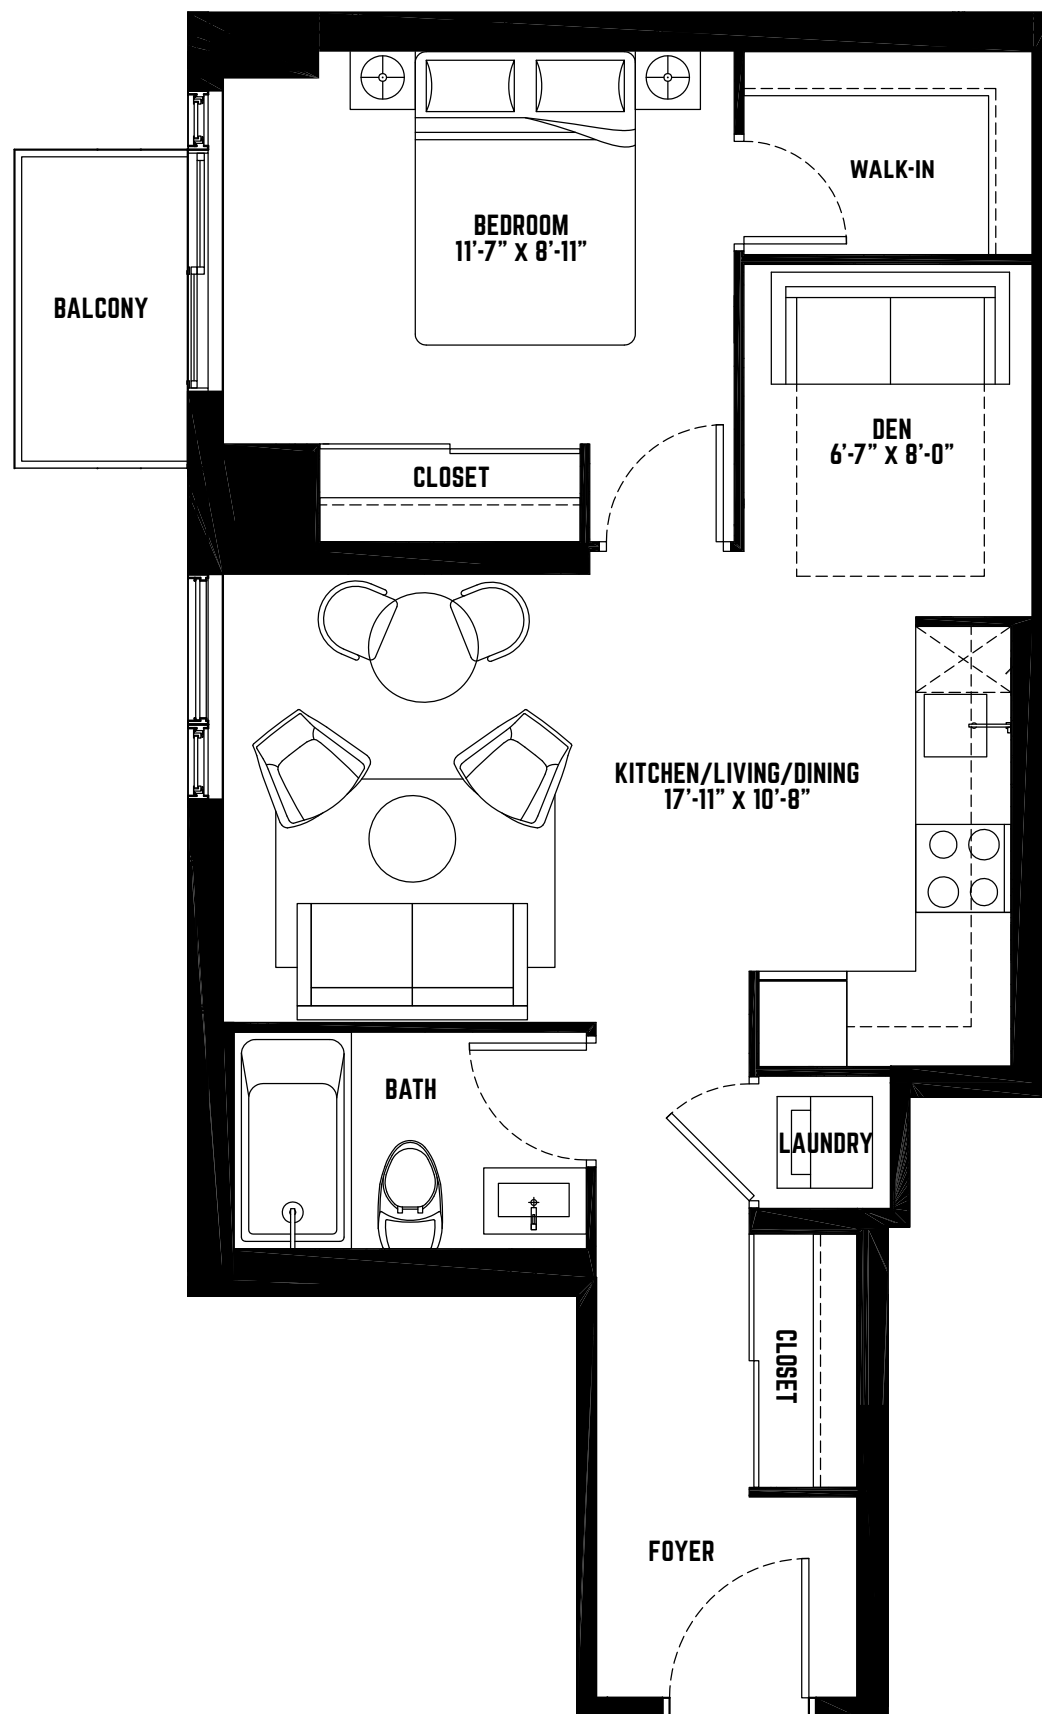 WALK-IN
BEDROOM
11'-7" X 8'-11"
BALCONY
DEN
6'-7" X 8'-0"
CLOSET
KITCHEN/LIVING/DINING
17'-11" X 10'-8"
BATH
LAUNDRY
CLOSET
FOYER